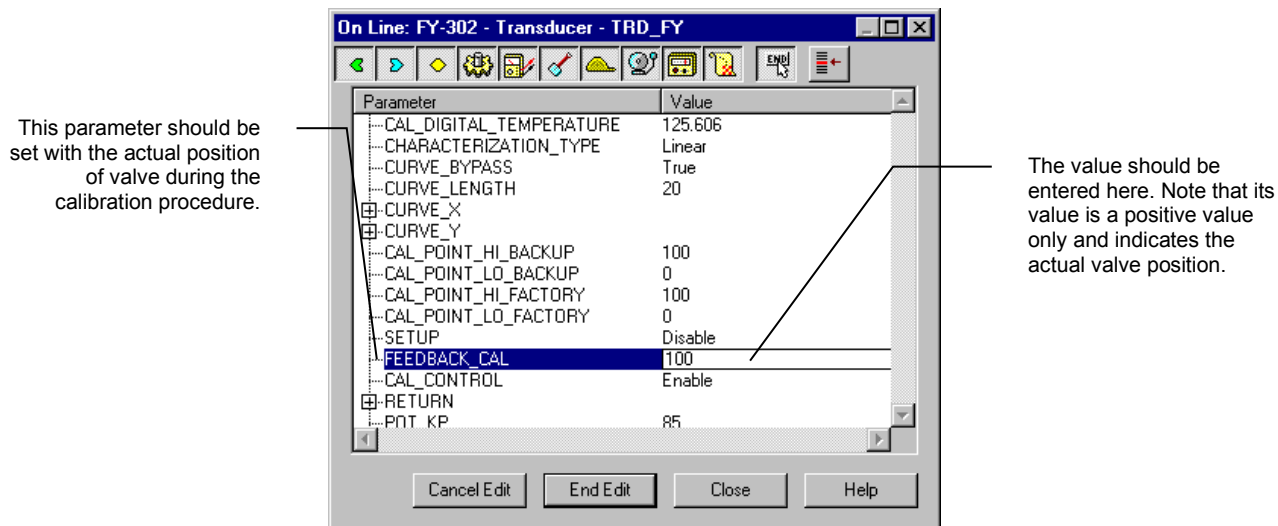 On Line: FY-302 - Transducer - TRD_FY
END
Parameter Value
CAL_DIGITAL_TEMPERATURE 125.606
CHARACTERIZATION_TYPE Linear
CURVE_BYPASS True
CURVE_LENGTH 20
CURVE_X
CURVE_Y
CAL_POINT_HI_BACKUP 100
CAL_POINT_LO_BACKUP 0
CAL_POINT_HI_FACTORY 100
CAL_POINT_LO_FACTORY 0
SETUP Disable
FEEDBACK_CAL 100
CAL_CONTROL Enable
RETURN
POT_KP 85
Cancel Edit End Edit Close Help
This parameter should be
set with the actual position
of valve during the
calibration procedure.
The value should be
entered here. Note that its
value is a positive value
only and indicates the
actual valve position.